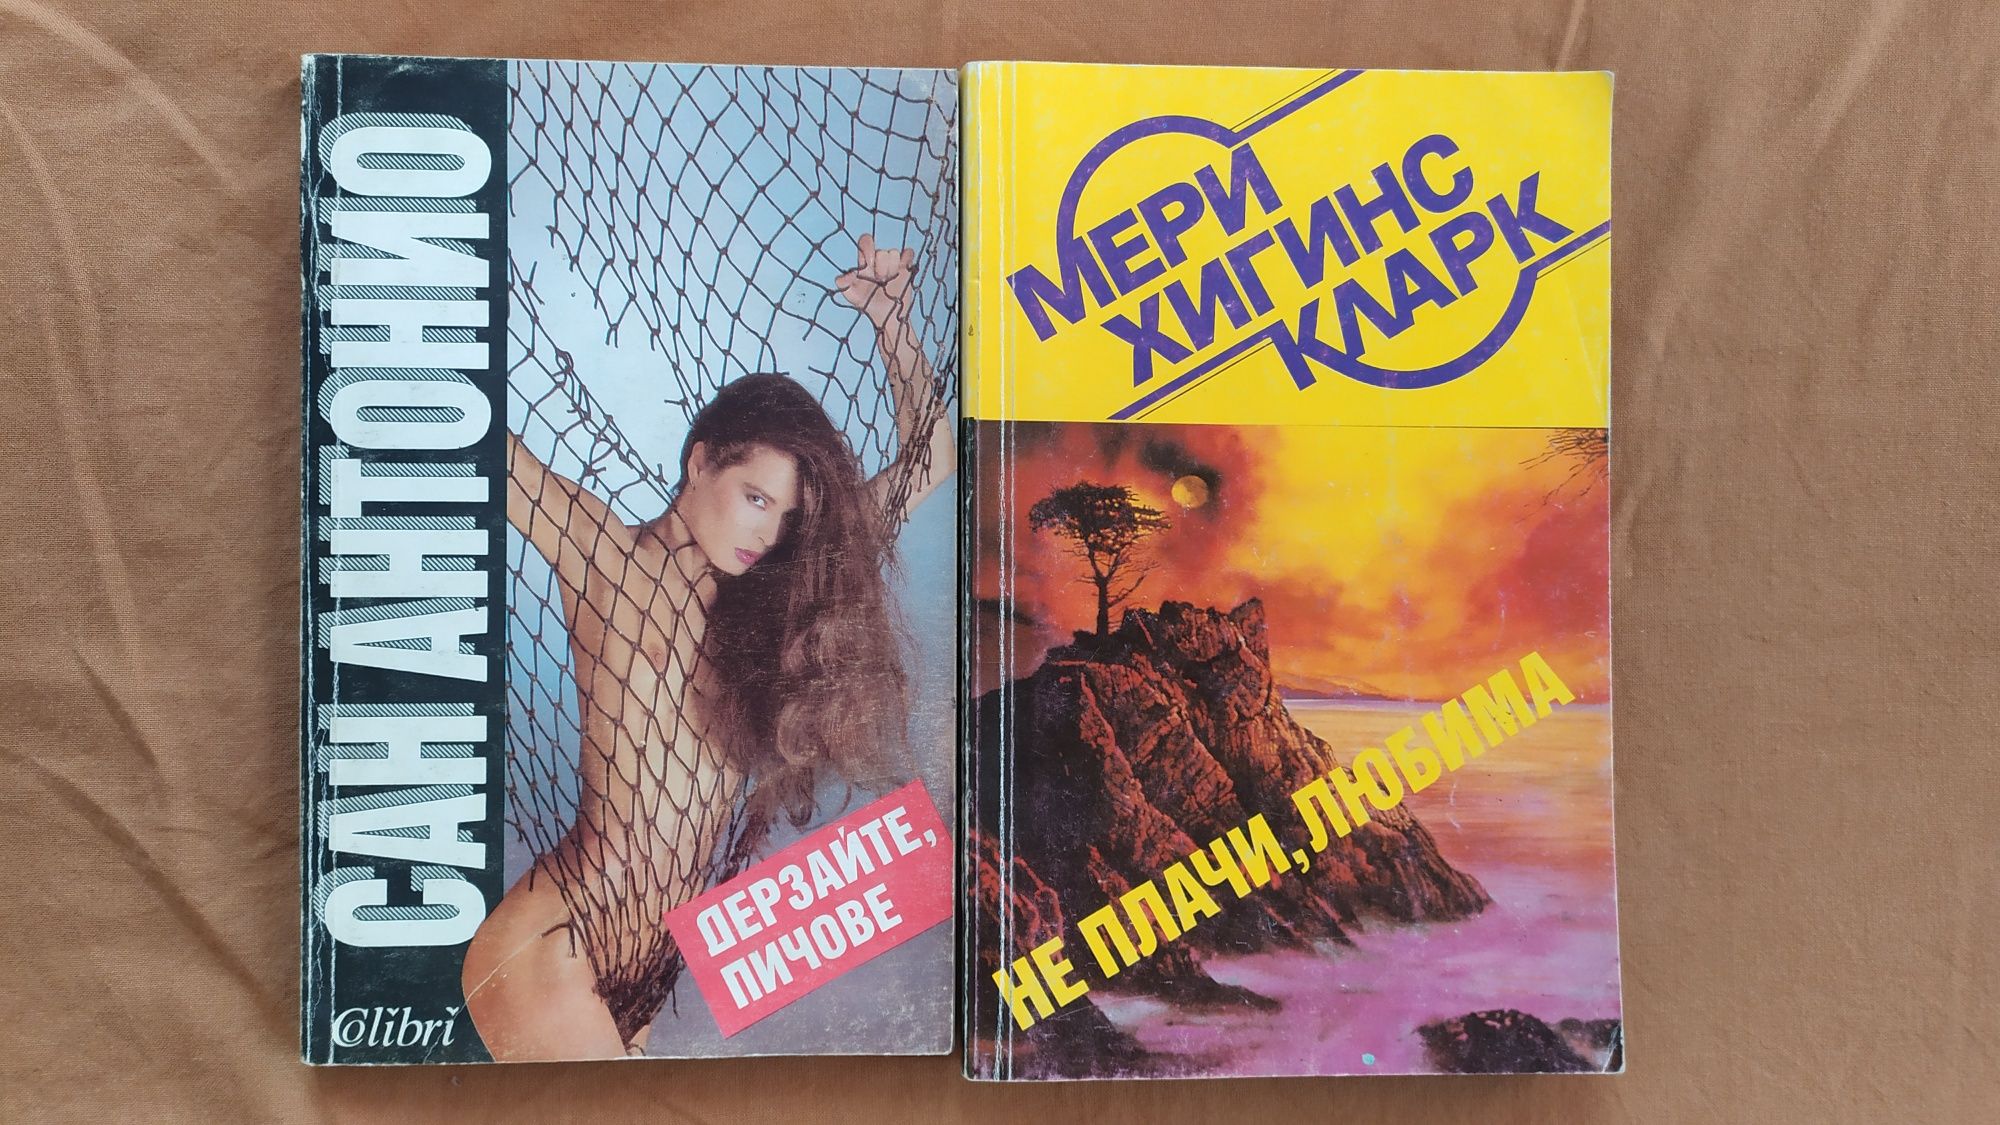 САН АНТОНИО
ДЕРЗАЙТЕ,
ПИЧОВЕ
Colibri
МЕРИ
ХИГИНС
КЛАРК
НЕ ПЛАЧИ, ЛЮБИМА